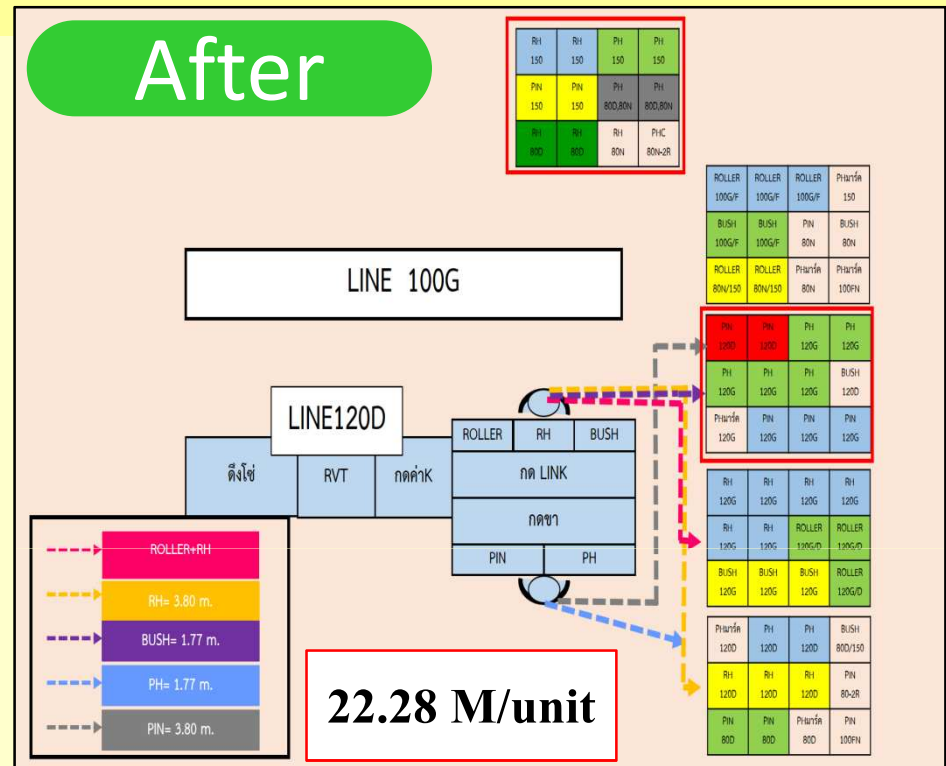 After
RH RH PH PH
150 150 150 150
PIN PIN PH PH
150 150 80D,80N 80D,80N
RH RH RH PHC
80D 80D 80N 80N-2R
ROLLER ROLLER ROLLER PHมาร์ค
100G/F 100G/F 100G/F 150
BUSH BUSH PIN BUSH
100G/F 100G/F 80N 80N
ROLLER ROLLER PHมาร์ค PHมาร์ค
80N/150 80N/150 80N 100FN
LINE 100G
PIN PIN PH PH
120D 120D 120G 120G
PH PH PH BUSH
120G 120G 120G 120D
PHมาร์ค PIN PIN PIN
120G 120G 120G 120G
LINE120D
ROLLER RH BUSH
ดึงโซ่ RVT กดค่าK กด LINK
กดขา
PIN PH
RH RH RH RH
120G 120G 120G 120G
RH RH ROLLER ROLLER
120G 120G 120G/D 120G/D
BUSH BUSH BUSH ROLLER
120G 120G 120G 120G/D
PHมาร์ค PH PH BUSH
120D 120D 120D 80D/150
RH RH RH PIN
120D 120D 120D 80-2R
PIN PIN PHมาร์ค PIN
80D 80D 80D 100FN
ROLLER+RH
RH= 3.80 m.
BUSH= 1.77 m.
PH= 1.77 m.
PIN= 3.80 m.
22.28 M/unit